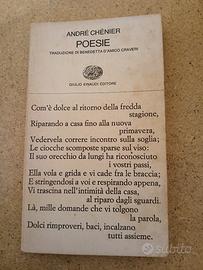 ANDRÉ CHÉNIER
POESIE
TRADUZIONE DI BENEDETTA D'AMICO CRAVERI
GIULIO EINAUDI EDITORE
Com'è dolce al ritorno della fredda
stagione,
Riparando a casa fino alla nuova
primavera,
Vedervela correre incontro sulla soglia;
Le ciocche scomposte sparse sul viso:
Il suo orecchio da lungi ha riconosciuto
i vostri passi,
Ella vola e grida e vi cade fra le braccia;
E stringendosi a voi e respirando appena,
Vi trascina nell'intimità della casa,
al riparo dagli sguardi.
Là, mille domande che vi tolgono
la parola,
Dolci rimproveri, baci, incalzano
tutti assieme.
subito